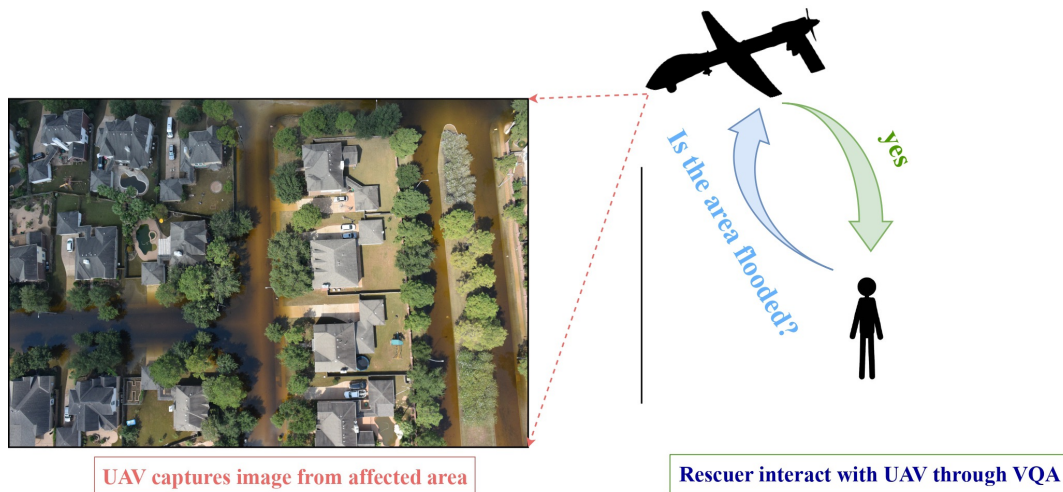 Is the area flooded?
yes
UAV captures image from affected area
Rescuer interact with UAV through VQA